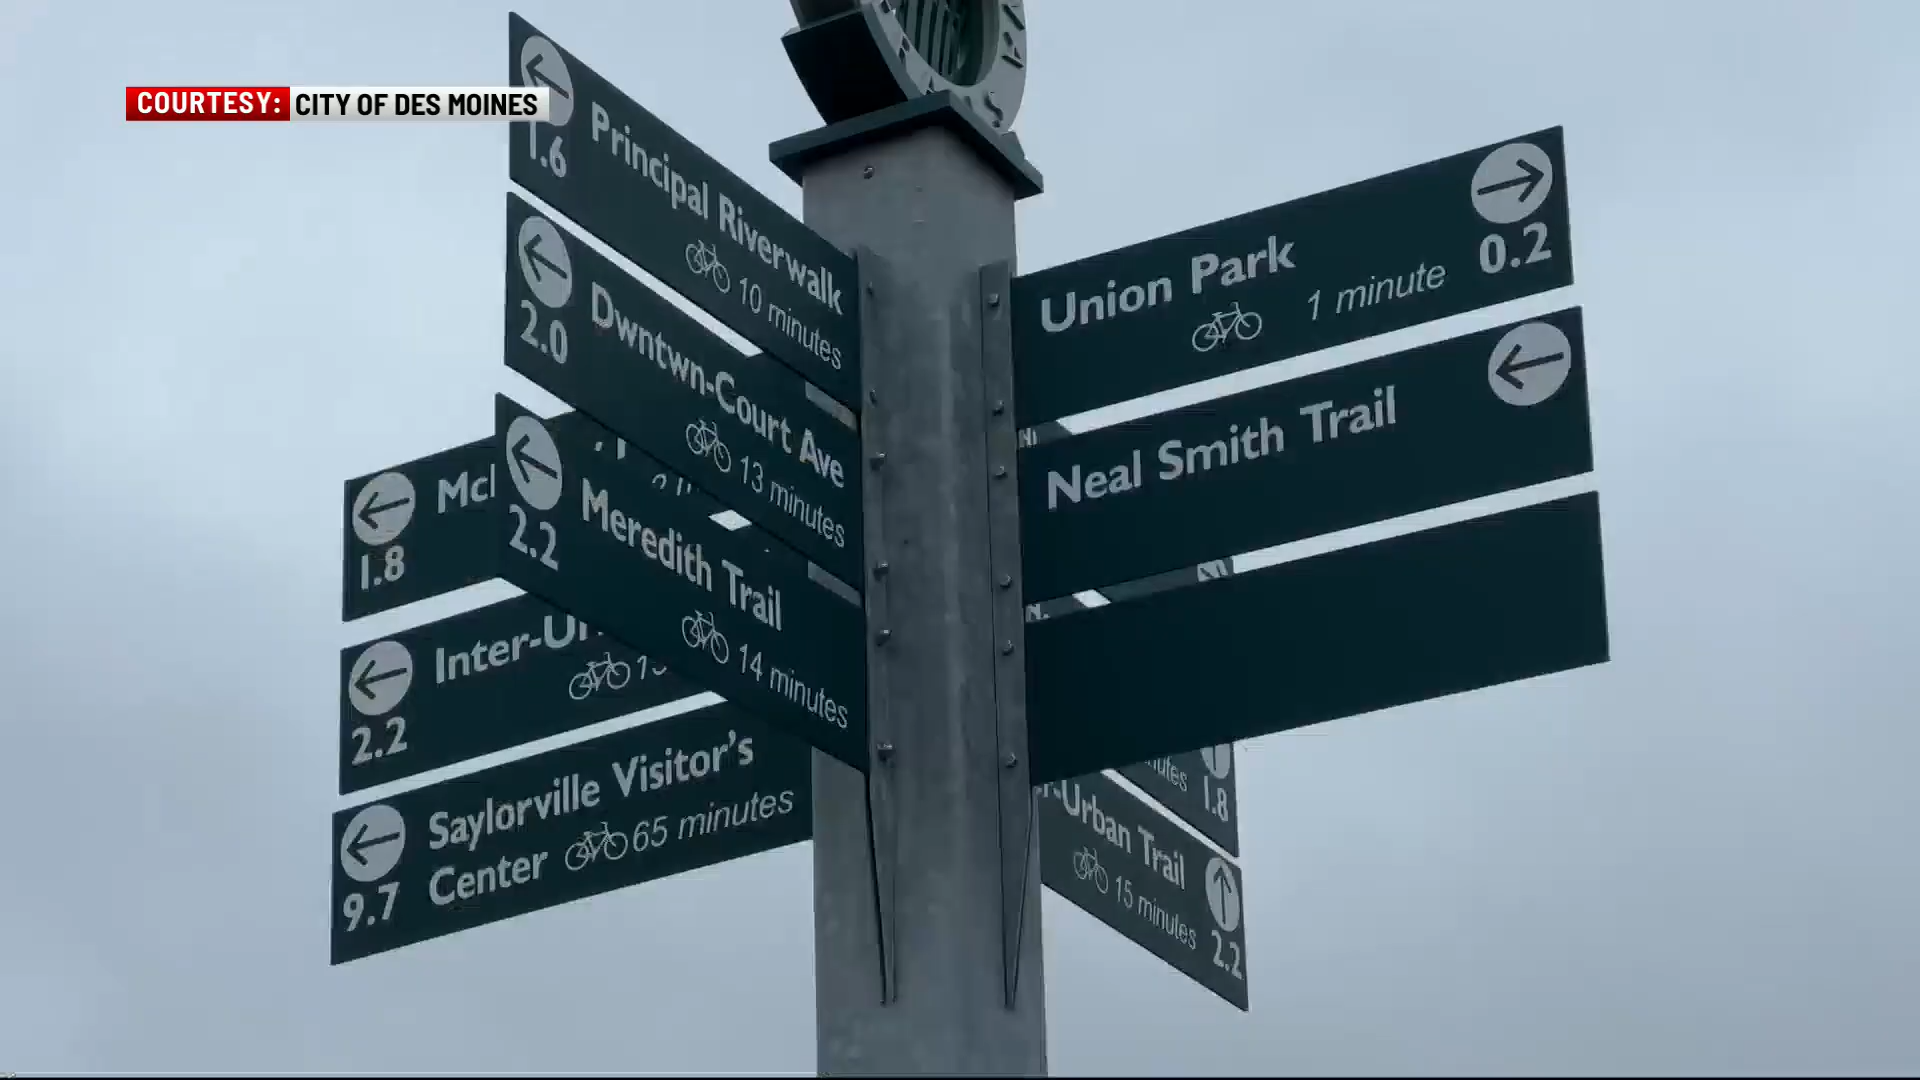 COURTESY: CITY OF DES MOINES
1.6
Principal Riverwalk
10 minutes
2.0
Dwntwn-Court Ave
13 minutes
2.2
Meredith Trail
14 minutes
1.8
2.2
Inter-Ur
9.7
Saylorville Visitor's
Center 65 minutes
Union Park
1 minute 0.2
Neal Smith Trail
1.8
-Urban Trail
15 minutes
2.2